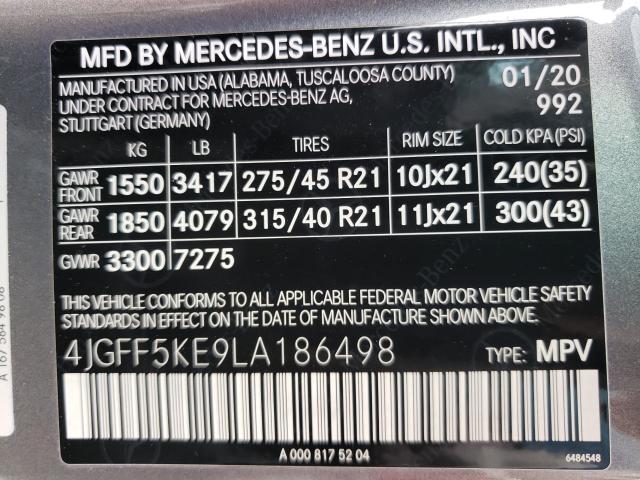 MFD BY MERCEDES-BENZ U.S. INTL., INC
MANUFACTURED IN USA (ALABAMA, TUSCALOOSA COUNTY) 01/20
UNDER CONTRACT FOR MERCEDES-BENZ AG, 992
STUTTGART (GERMANY)
KG LB TIRES RIM SIZE COLD KPA (PSI)
GAWR FRONT 1550 3417 275/45 R21 10Jx21 240(35)
GAWR REAR 1850 4079 315/40 R21 11Jx21 300(43)
GVWR 3300 7275
THIS VEHICLE CONFORMS TO ALL APPLICABLE FEDERAL MOTOR VEHICLE SAFETY
STANDARDS IN EFFECT ON THE DATE OF MANUFACTURE SHOWN ABOVE.
4JGFF5KE9LA186498 TYPE: MPV
A 000 817 52 04 6484548
A 167 584 98 08